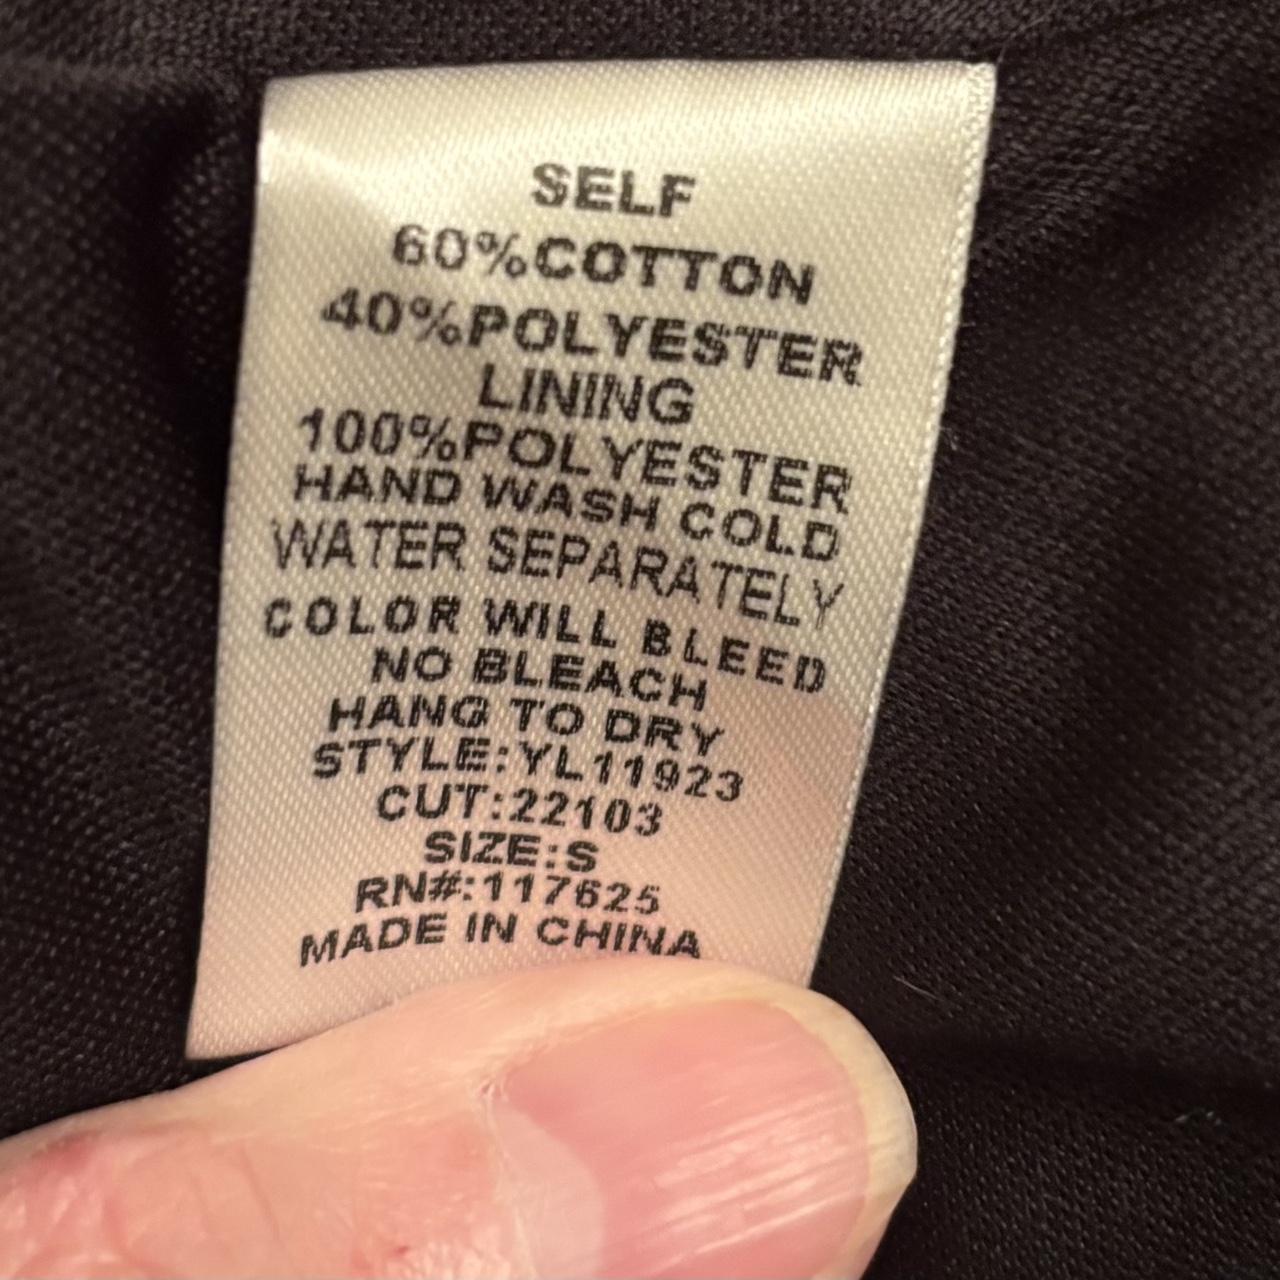 SELF
60%COTTON
40%POLYESTER
LINING
100%POLYESTER
HAND WASH COLD
WATER SEPARATELY
COLOR WILL BLEED
NO BLEACH
HANG TO DRY
STYLE:YL11923
CUT:22103
SIZE:S
RN#:117625
MADE IN CHINA